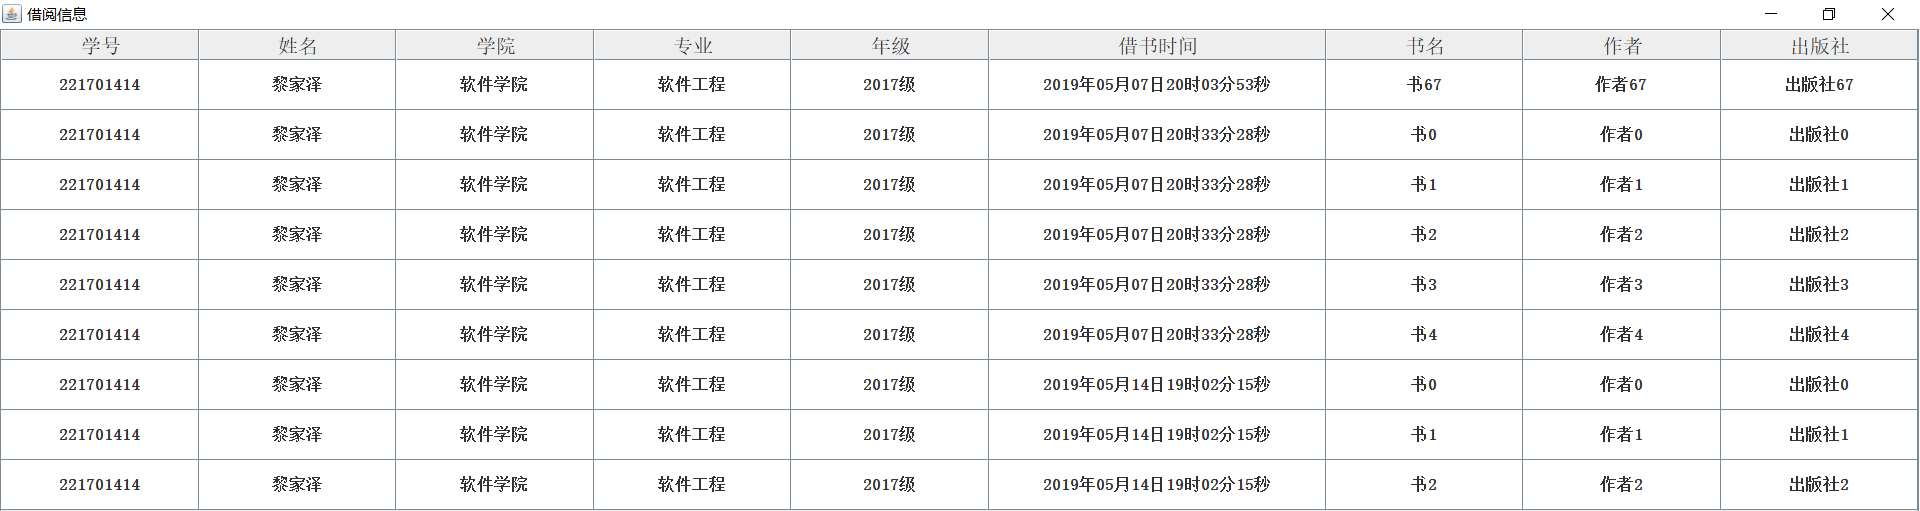 借阅信息
学号 姓名 学院 专业 年级 借书时间 书名 作者 出版社
221701414 黎家泽 软件学院 软件工程 2017级 2019年05月07日20时03分53秒 书67 作者67 出版社67
221701414 黎家泽 软件学院 软件工程 2017级 2019年05月07日20时33分28秒 书0 作者0 出版社0
221701414 黎家泽 软件学院 软件工程 2017级 2019年05月07日20时33分28秒 书1 作者1 出版社1
221701414 黎家泽 软件学院 软件工程 2017级 2019年05月07日20时33分28秒 书2 作者2 出版社2
221701414 黎家泽 软件学院 软件工程 2017级 2019年05月07日20时33分28秒 书3 作者3 出版社3
221701414 黎家泽 软件学院 软件工程 2017级 2019年05月07日20时33分28秒 书4 作者4 出版社4
221701414 黎家泽 软件学院 软件工程 2017级 2019年05月14日19时02分15秒 书0 作者0 出版社0
221701414 黎家泽 软件学院 软件工程 2017级 2019年05月14日19时02分15秒 书1 作者1 出版社1
221701414 黎家泽 软件学院 软件工程 2017级 2019年05月14日19时02分15秒 书2 作者2 出版社2